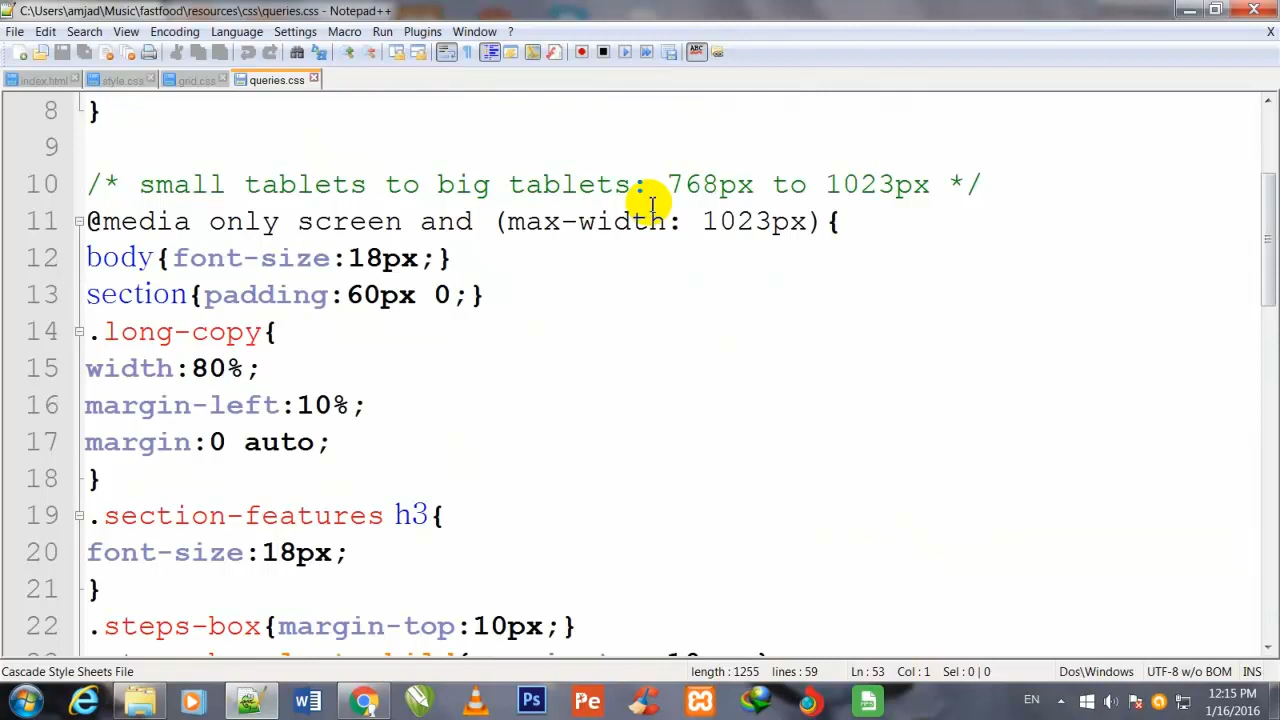 C:\Users\amjad\Music\fastfood\resources\css\queries.css - Notepad++
File Edit Search View Encoding Language Settings Macro Run Plugins Window ? X
index.html style.css grid.css queries.css
8 }
9
10 /* small tablets to big tablets: 768px to 1023px */
11 @media only screen and (max-width: 1023px){
12 body{font-size:18px;}
13 section{padding:60px 0;}
14 .long-copy{
15 width:80%;
16 margin-left:10%;
17 margin:0 auto;
18 }
19 .section-features h3{
20 font-size:18px;
21 }
22 .steps-box{margin-top:10px;}
Cascade Style Sheets File length : 1255 lines : 59 Ln : 53 Col : 1 Sel : 0 | 0 Dos\Windows UTF-8 w/o BOM INS
W Ps Pe EN 12:15 PM
1/16/2016